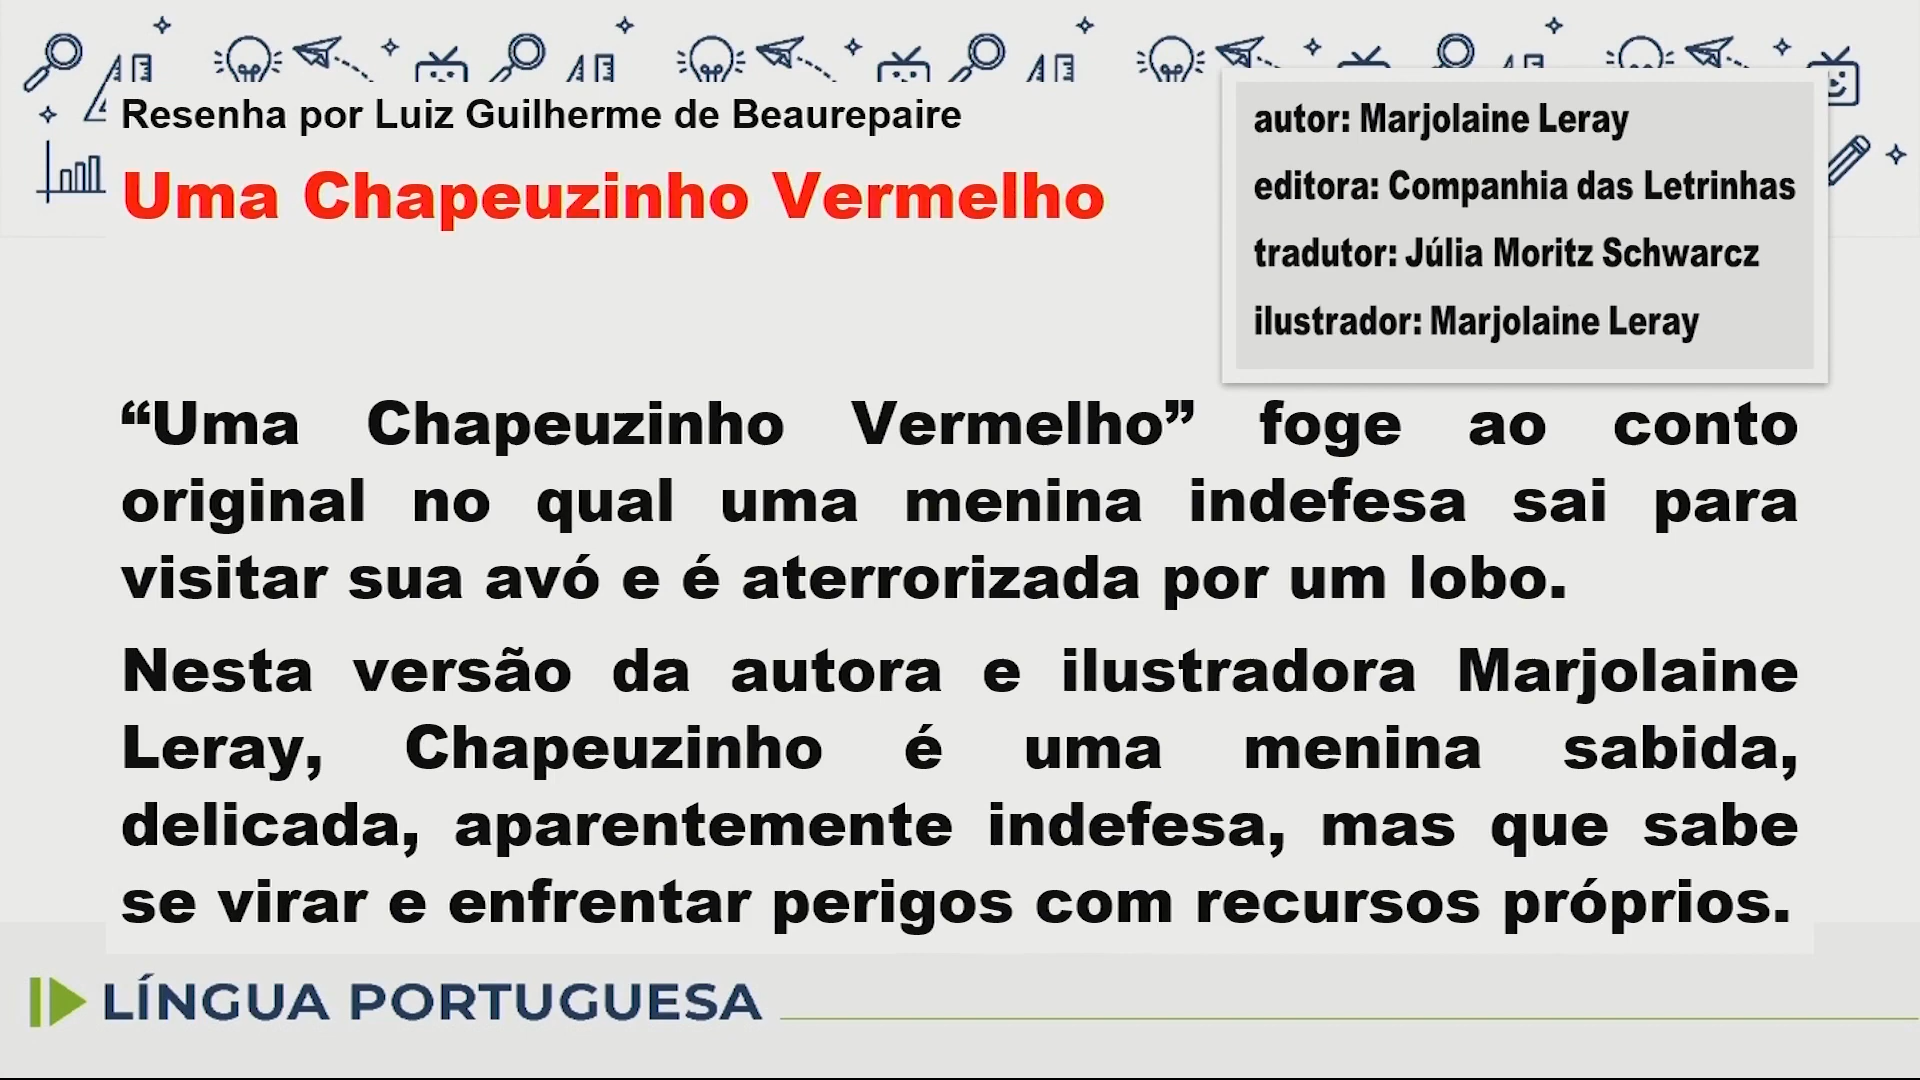 Resenha por Luiz Guilherme de Beaurepaire
Uma Chapeuzinho Vermelho
autor: Marjolaine Leray
editora: Companhia das Letrinhas
tradutor: Júlia Moritz Schwarcz
ilustrador: Marjolaine Leray
“Uma Chapeuzinho Vermelho” foge ao conto
original no qual uma menina indefesa sai para
visitar sua avó e é aterrorizada por um lobo.
Nesta versão da autora e ilustradora Marjolaine
Leray, Chapeuzinho é uma menina sabida,
delicada, aparentemente indefesa, mas que sabe
se virar e enfrentar perigos com recursos próprios.
LÍNGUA PORTUGUESA